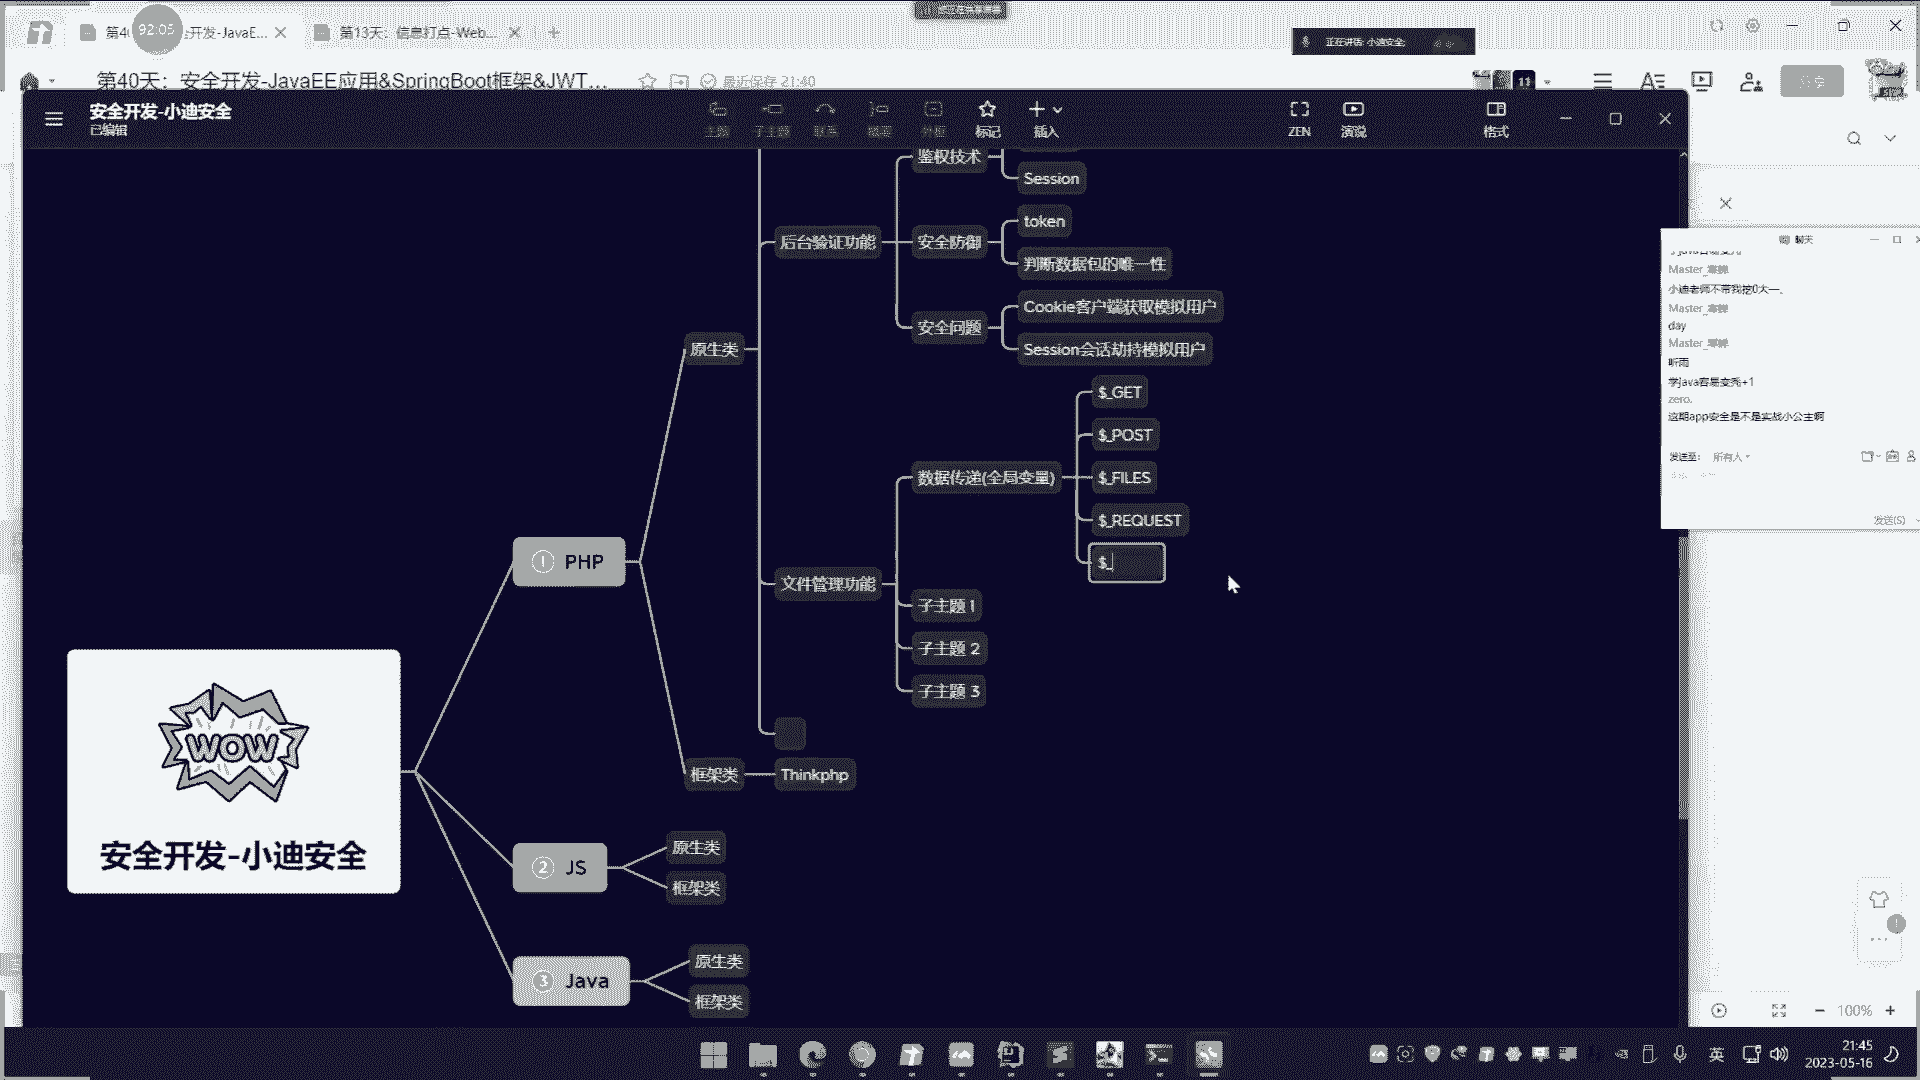 92:05
第13天：信息打点-Web...
正在讲话: 小迪安全
第40天：安全开发-JavaEE应用&SpringBoot框架&JWT...
最近保存 21:40
11
分享
安全开发-小迪安全
已编辑
主题
子主题
联系
概要
外框
标记
插入
ZEN
演说
格式
鉴权技术
Session
后台验证功能
安全防御
token
判断数据包的唯一性
安全问题
Cookie客户端获取模拟用户
Session会话劫持模拟用户
原生类
$_GET
$_POST
数据传递(全局变量)
$_FILES
$_REQUEST
$_
文件管理功能
子主题 1
子主题 2
子主题 3
① PHP
框架类
Thinkphp
WOW
安全开发-小迪安全
② JS
原生类
框架类
③ Java
原生类
框架类
聊天
小迪老师不带我挖0大一、
day
听雨
学java容易变秃+1
zero.
这期app安全是不是实战小公主啊
发送至:
所有人
发送(S)
100%
英
21:45
2023-05-16